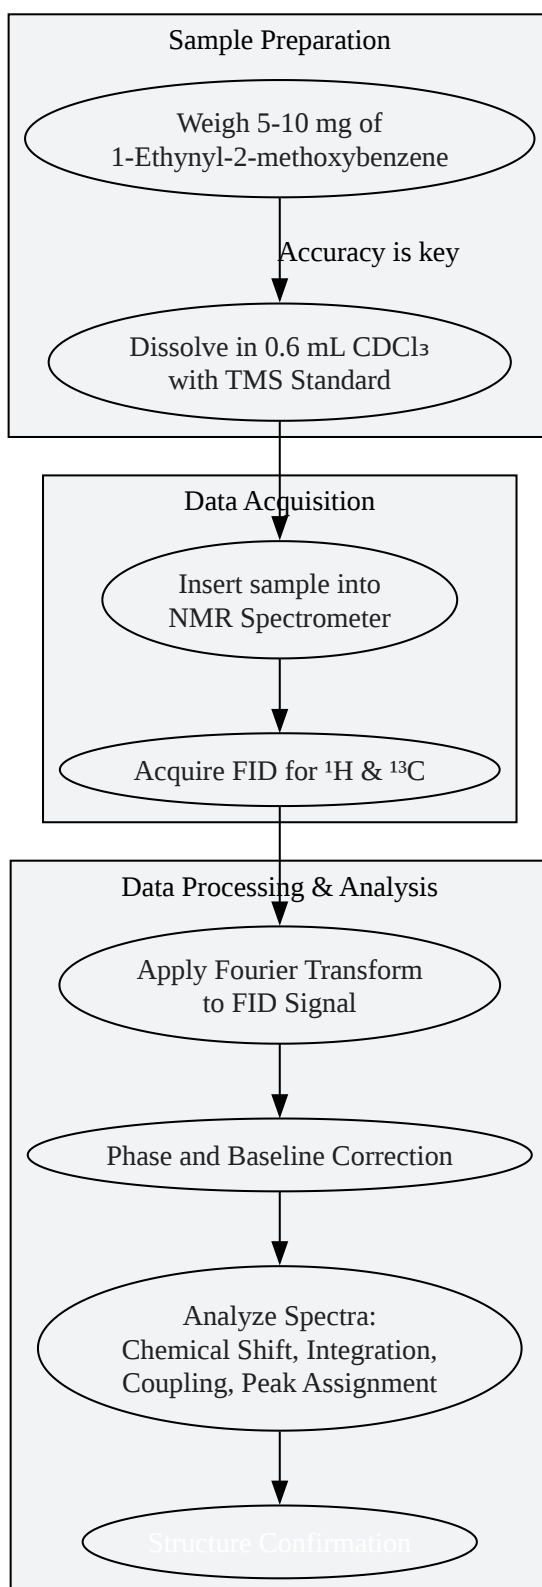 Sample Preparation
Weigh 5-10 mg of
1-Ethynyl-2-methoxybenzene
Accuracy is key
Dissolve in 0.6 mL CDCl₃
with TMS Standard
Data Acquisition
Insert sample into
NMR Spectrometer
Acquire FID for ¹H & ¹³C
Data Processing & Analysis
Apply Fourier Transform
to FID Signal
Phase and Baseline Correction
Analyze Spectra:
Chemical Shift, Integration,
Coupling, Peak Assignment
Structure Confirmation